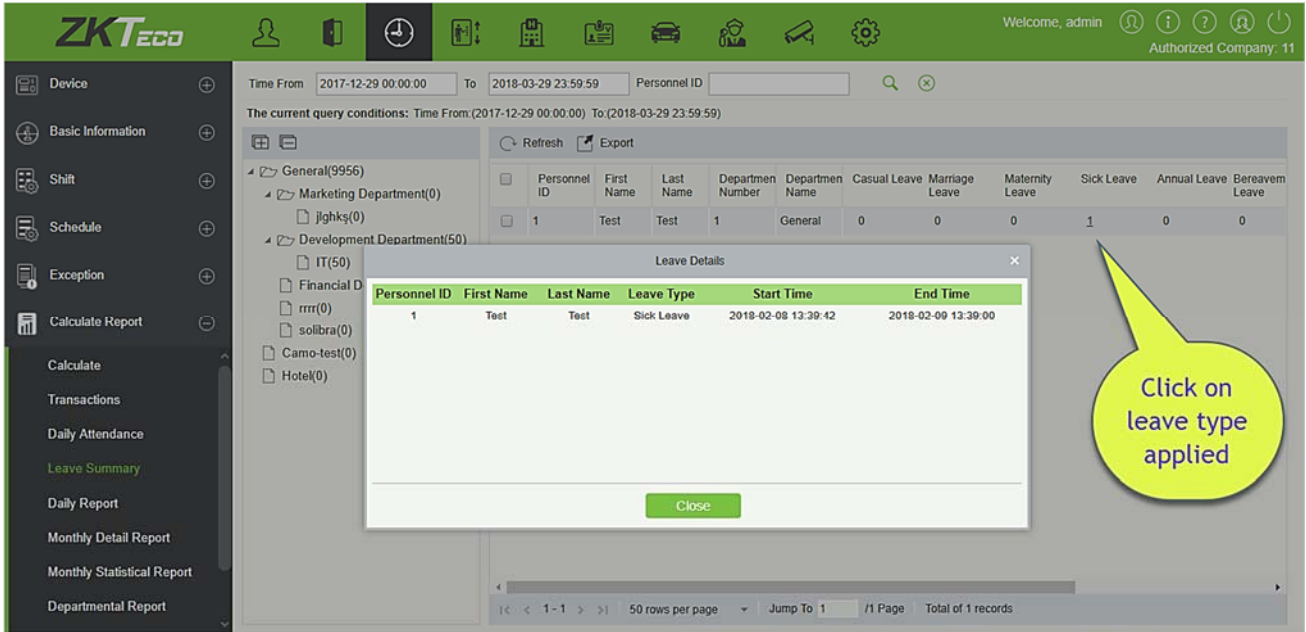 ZKTeco
Welcome, admin
Authorized Company: 11
Device
Basic Information
Shift
Schedule
Exception
Calculate Report
Calculate
Transactions
Daily Attendance
Leave Summary
Daily Report
Monthly Detail Report
Monthly Statistical Report
Departmental Report
Time From 2017-12-29 00:00:00 To 2018-03-29 23:59:59 Personnel ID
The current query conditions: Time From:(2017-12-29 00:00:00) To:(2018-03-29 23:59:59)
General(9956)
Marketing Department(0)
jlghkş(0)
Development Department(50)
IT(50)
Financial D
rrrr(0)
solibra(0)
Camo-test(0)
Hotel(0)
Refresh Export
Personnel ID First Name Last Name Departmen Number Departmen Name Casual Leave Marriage Leave Maternity Leave Sick Leave Annual Leave Bereavem Leave
1 Test Test 1 General 0 0 0 1 0 0
Leave Details
Personnel ID First Name Last Name Leave Type Start Time End Time
1 Test Test Sick Leave 2018-02-08 13:39:42 2018-02-09 13:39:00
Close
Click on
leave type
applied
1-1 50 rows per page Jump To 1 /1 Page Total of 1 records